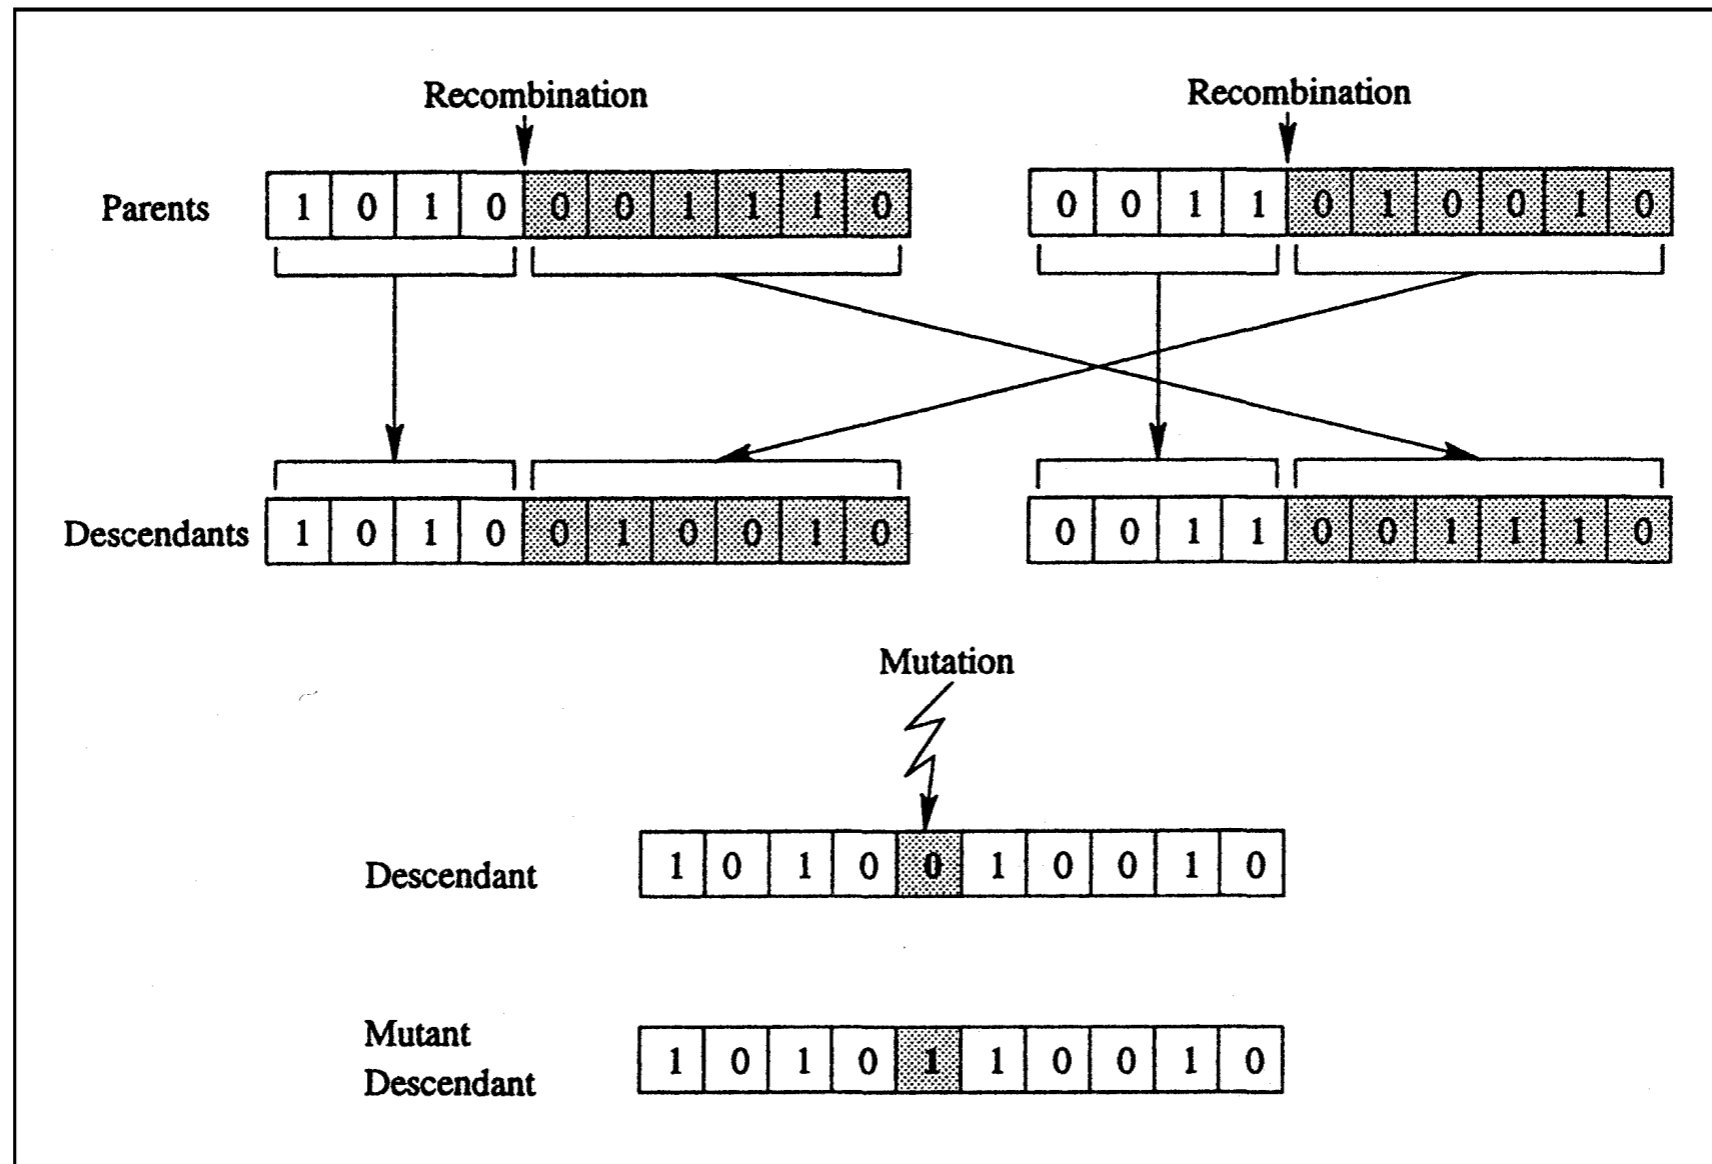 Recombination Recombination
Parents 1 0 1 0 0 0 1 1 1 0 0 0 1 1 0 1 0 0 1 0
Descendants 1 0 1 0 0 1 0 0 1 0 0 0 1 1 0 0 1 1 1 0
Mutation
Descendant 1 0 1 0 0 1 0 0 1 0
Mutant
Descendant 1 0 1 0 1 1 0 0 1 0